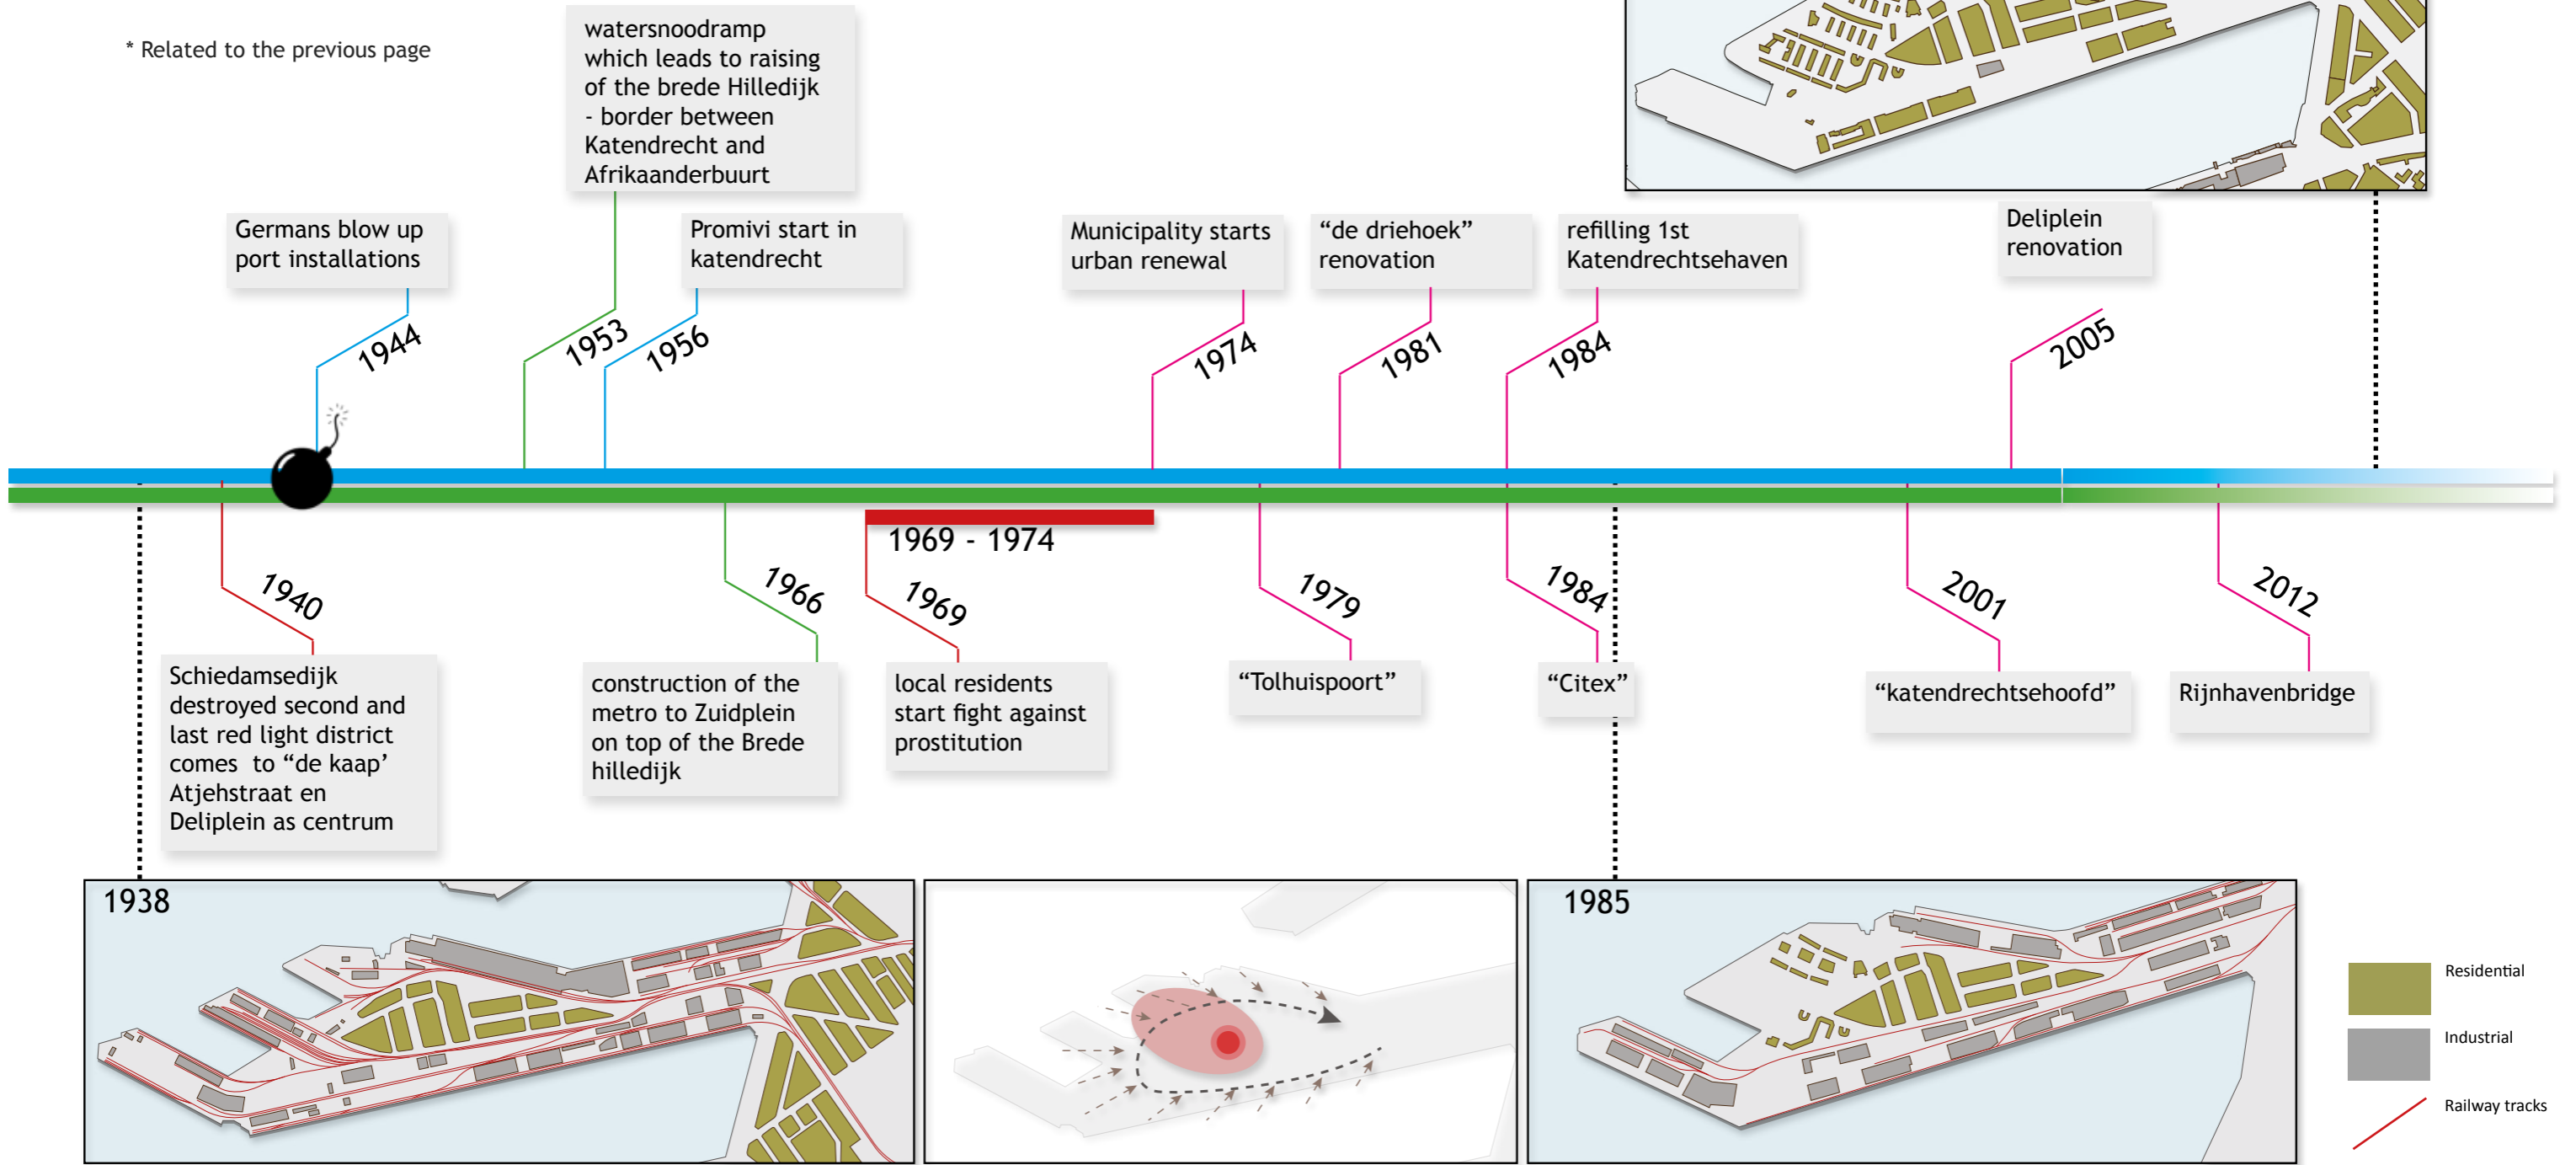 * Related to the previous page
watersnoodramp
which leads to raising
of the brede Hilledijk
- border between
Katendrecht and
Afrikaanderbuurt
Germans blow up
port installations
Promivi start in
katendrecht
Municipality starts
urban renewal
“de driehoek”
renovation
refilling 1st
Katendrechtsehaven
Deliplein
renovation
1944
1953
1956
1974
1981
1984
2005
1969 - 1974
1940
1966
1969
1979
1984
2001
2012
Schiedamsedijk
destroyed second and
last red light district
comes  to “de kaap’
Atjehstraat en
Deliplein as centrum
construction of the
metro to Zuidplein
on top of the Brede
hilledijk
local residents
start fight against
prostitution
“Tolhuispoort”
“Citex”
“katendrechtsehoofd”
Rijnhavenbridge
1938
1985
Residential
Industrial
Railway tracks